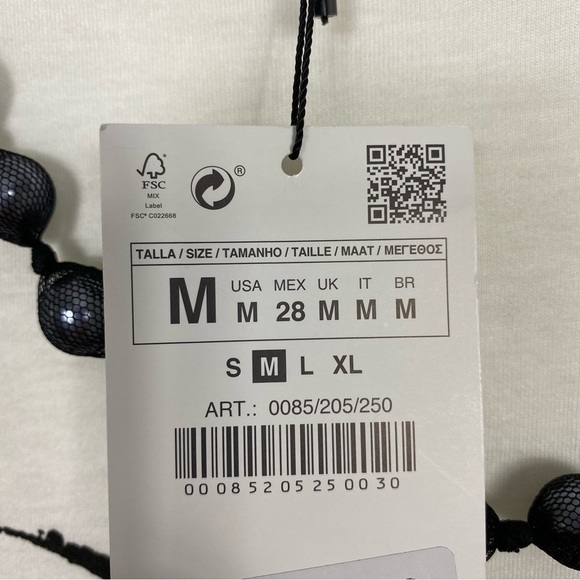 FSC
MIX
Label
FSC® C022668
®
TALLA / SIZE / TAMANHO / TAILLE / MAAT / ΜΕΓΕΘΟΣ
M USA MEX UK IT BR
M 28 M M M
S M L XL
ART.: 0085/205/250
00085205250030